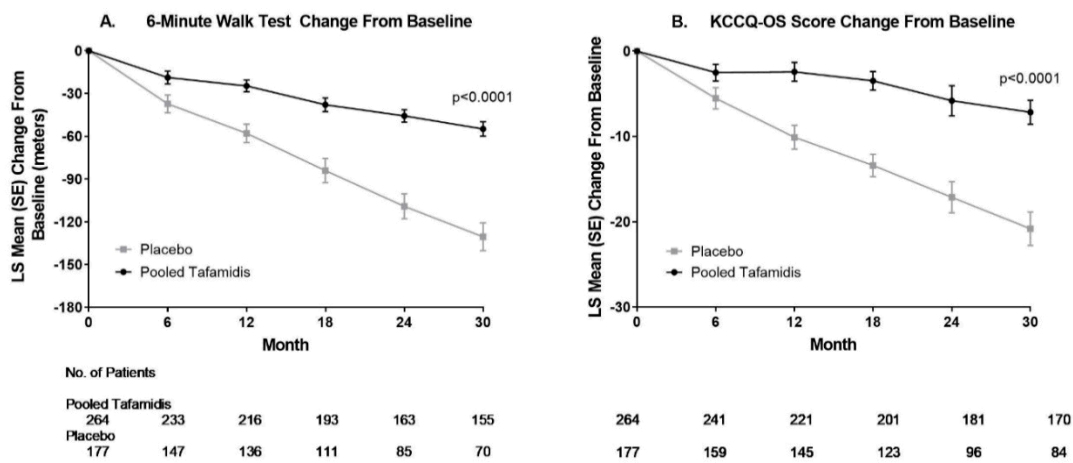 A. 6-Minute Walk Test Change From Baseline
LS Mean (SE) Change From
Baseline (meters)
0
-30
-60
-90
-120
-150
-180
p<0.0001
Placebo
Pooled Tafamidis
0 6 12 18 24 30
Month
B. KCCQ-OS Score Change From Baseline
LS Mean (SE) Change From Baseline
0
-10
-20
-30
p<0.0001
Placebo
Pooled Tafamidis
0 6 12 18 24 30
Month
No. of Patients
Pooled Tafamidis
264 233 216 193 163 155 264 241 221 201 181 170
Placebo
177 147 136 111 85 70 177 159 145 123 96 84